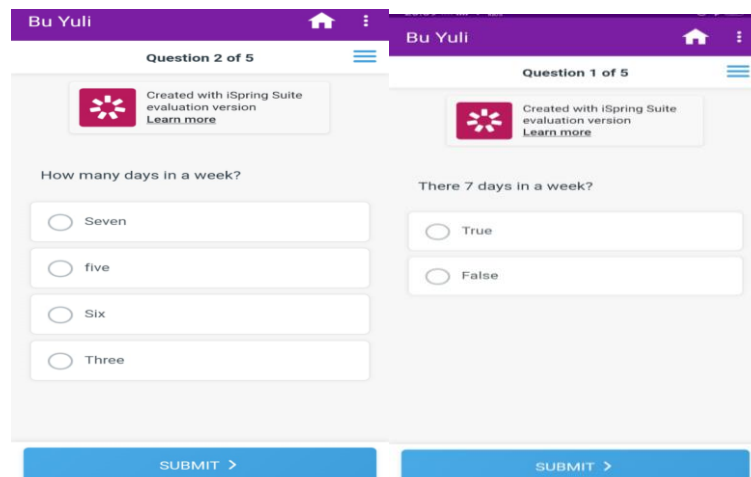 Bu Yuli
Question 2 of 5
Created with iSpring Suite
evaluation version
Learn more
How many days in a week?
Seven
five
Six
Three
SUBMIT >
Bu Yuli
Question 1 of 5
Created with iSpring Suite
evaluation version
Learn more
There 7 days in a week?
True
False
SUBMIT >